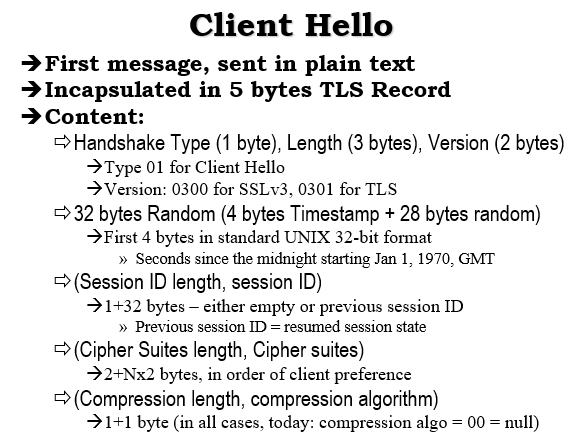 Client Hello
➔First message, sent in plain text
➔Incapsulated in 5 bytes TLS Record
➔Content:
⇨Handshake Type (1 byte), Length (3 bytes), Version (2 bytes)
➔Type 01 for Client Hello
➔Version: 0300 for SSLv3, 0301 for TLS
⇨32 bytes Random (4 bytes Timestamp + 28 bytes random)
➔First 4 bytes in standard UNIX 32-bit format
» Seconds since the midnight starting Jan 1, 1970, GMT
⇨(Session ID length, session ID)
➔1+32 bytes – either empty or previous session ID
» Previous session ID = resumed session state
⇨(Cipher Suites length, Cipher suites)
➔2+Nx2 bytes, in order of client preference
⇨(Compression length, compression algorithm)
➔1+1 byte (in all cases, today: compression algo = 00 = null)